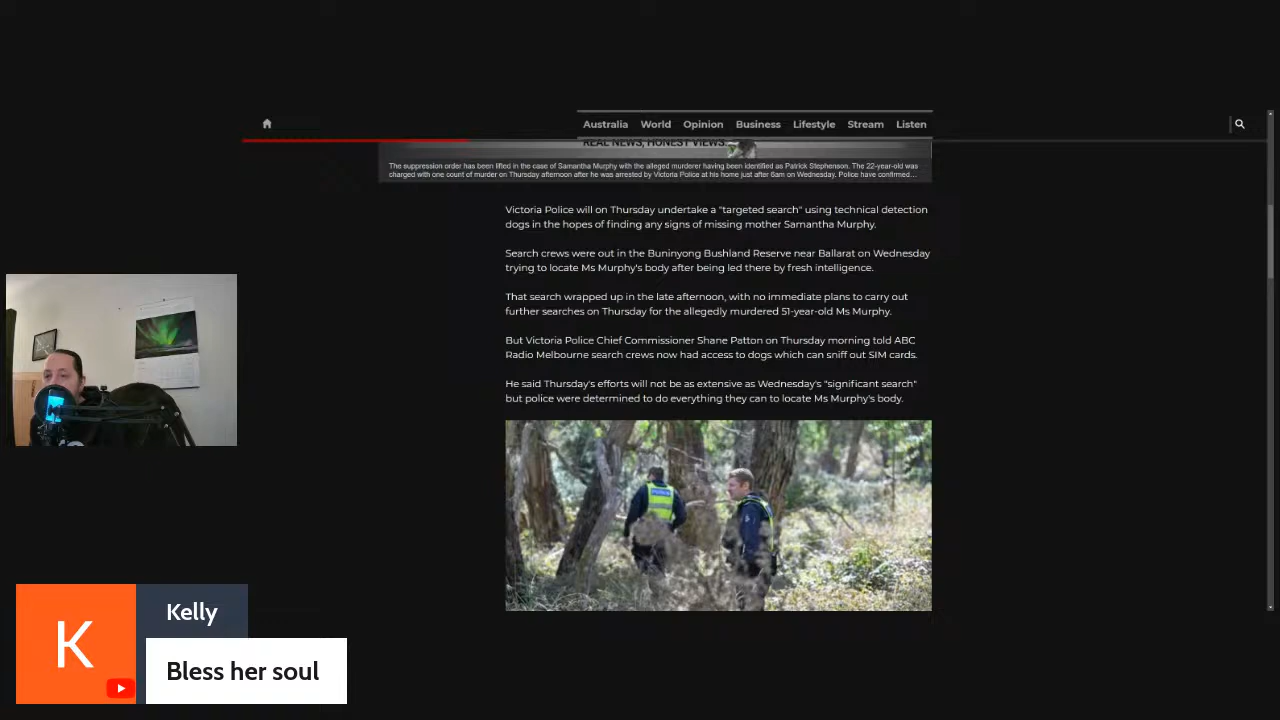 Australia World Opinion Business Lifestyle Stream Listen
REAL NEWS, HONEST VIEWS.
The suppression order has been lifted in the case of Samantha Murphy with the alleged murderer having been identified as Patrick Stephenson. The 22-year-old was
charged with one count of murder on Thursday afternoon after he was arrested by Victoria Police at his home just after 6am on Wednesday. Police have confirmed...
Victoria Police will on Thursday undertake a "targeted search" using technical detection
dogs in the hopes of finding any signs of missing mother Samantha Murphy.
Search crews were out in the Buninyong Bushland Reserve near Ballarat on Wednesday
trying to locate Ms Murphy's body after being led there by fresh intelligence.
That search wrapped up in the late afternoon, with no immediate plans to carry out
further searches on Thursday for the allegedly murdered 51-year-old Ms Murphy.
But Victoria Police Chief Commissioner Shane Patton on Thursday morning told ABC
Radio Melbourne search crews now had access to dogs which can sniff out SIM cards.
He said Thursday's efforts will not be as extensive as Wednesday's "significant search"
but police were determined to do everything they can to locate Ms Murphy's body.
K
Kelly
Bless her soul